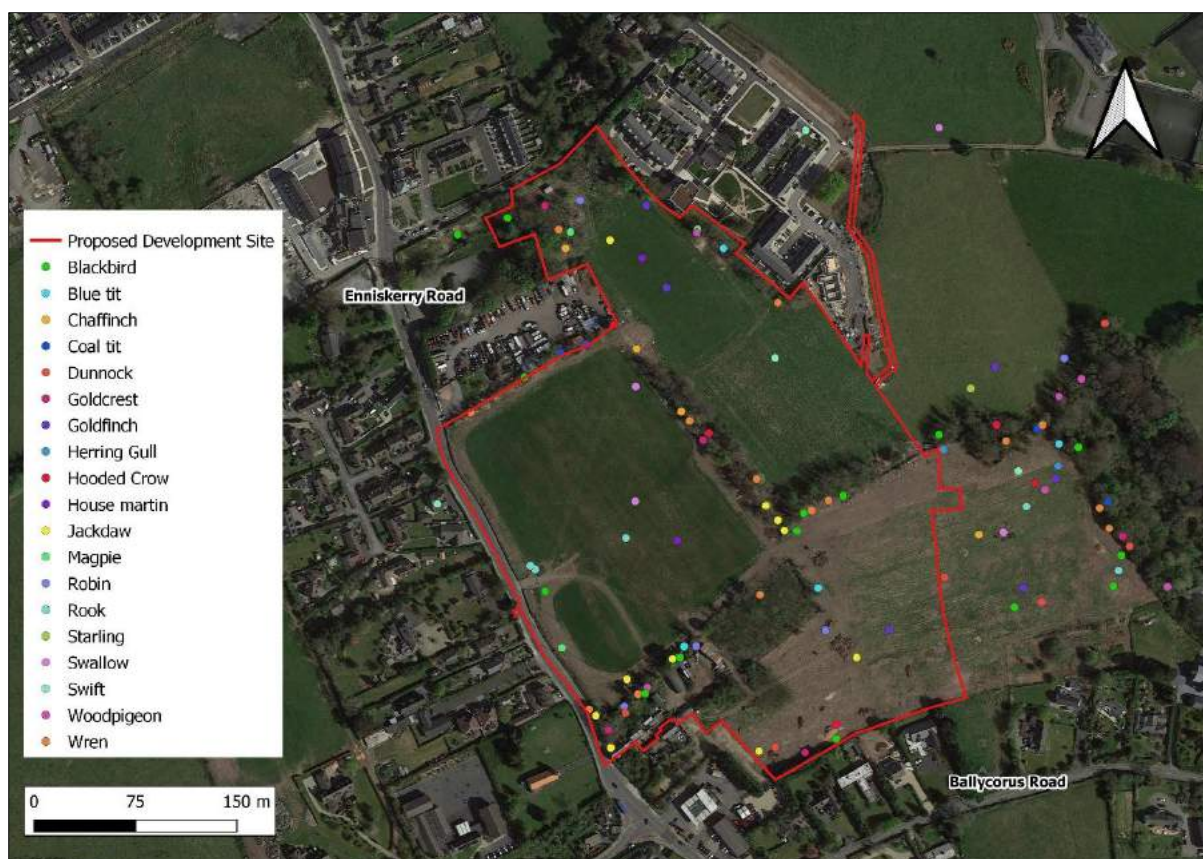 Enniskerry Road
Proposed Development Site
Blackbird
Blue tit
Chaffinch
Coal tit
Dunnock
Goldcrest
Goldfinch
Herring Gull
Hooded Crow
House martin
Jackdaw
Magpie
Robin
Rook
Starling
Swallow
Swift
Woodpigeon
Wren
0 75 150 m
Ballycorus Road